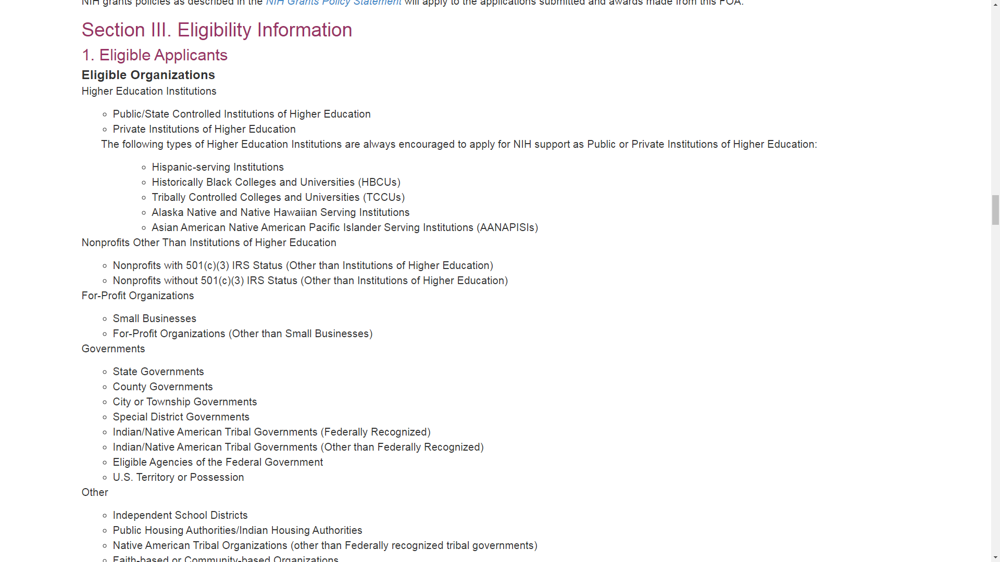 NIH grants policies as described in the NIH Grants Policy Statement will apply to the applications submitted and awards made from this FOA.
Section III. Eligibility Information
1. Eligible Applicants
Eligible Organizations
Higher Education Institutions
Public/State Controlled Institutions of Higher Education
Private Institutions of Higher Education
The following types of Higher Education Institutions are always encouraged to apply for NIH support as Public or Private Institutions of Higher Education:
Hispanic-serving Institutions
Historically Black Colleges and Universities (HBCUs)
Tribally Controlled Colleges and Universities (TCCUs)
Alaska Native and Native Hawaiian Serving Institutions
Asian American Native American Pacific Islander Serving Institutions (AANAPISIs)
Nonprofits Other Than Institutions of Higher Education
Nonprofits with 501(c)(3) IRS Status (Other than Institutions of Higher Education)
Nonprofits without 501(c)(3) IRS Status (Other than Institutions of Higher Education)
For-Profit Organizations
Small Businesses
For-Profit Organizations (Other than Small Businesses)
Governments
State Governments
County Governments
City or Township Governments
Special District Governments
Indian/Native American Tribal Governments (Federally Recognized)
Indian/Native American Tribal Governments (Other than Federally Recognized)
Eligible Agencies of the Federal Government
U.S. Territory or Possession
Other
Independent School Districts
Public Housing Authorities/Indian Housing Authorities
Native American Tribal Organizations (other than Federally recognized tribal governments)
Faith-based or Community-based Organizations